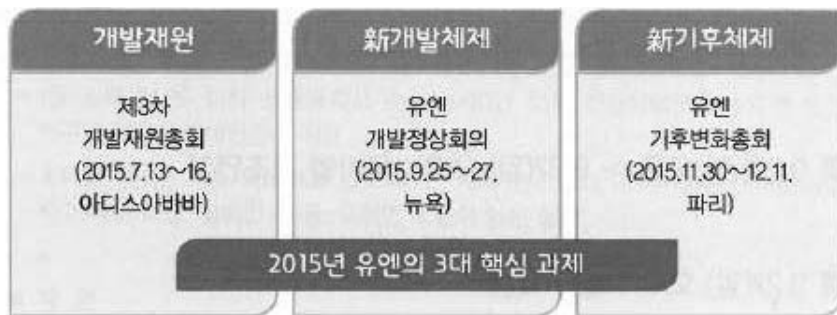 개발재원
제3차
개발재원총회
(2015.7.13~16,
아디스아바바)
新개발체제
유엔
개발정상회의
(2015.9.25~27,
뉴욕)
新기후체제
유엔
기후변화총회
(2015.11.30~12.11.
파리)
2015년 유엔의 3대 핵심 과제